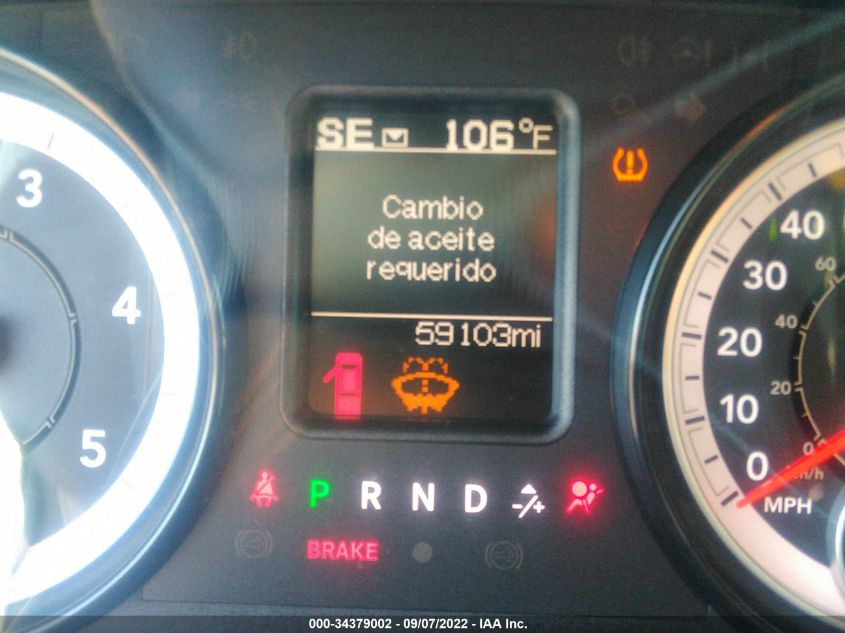 SE 106°F
Cambio
de aceite
requerido
59103mi
3
4
5
40
30
20
10
0
MPH
60
40
20
0
km/h
P R N D -/+
BRAKE
000-34379002 - 09/07/2022 - IAA Inc.